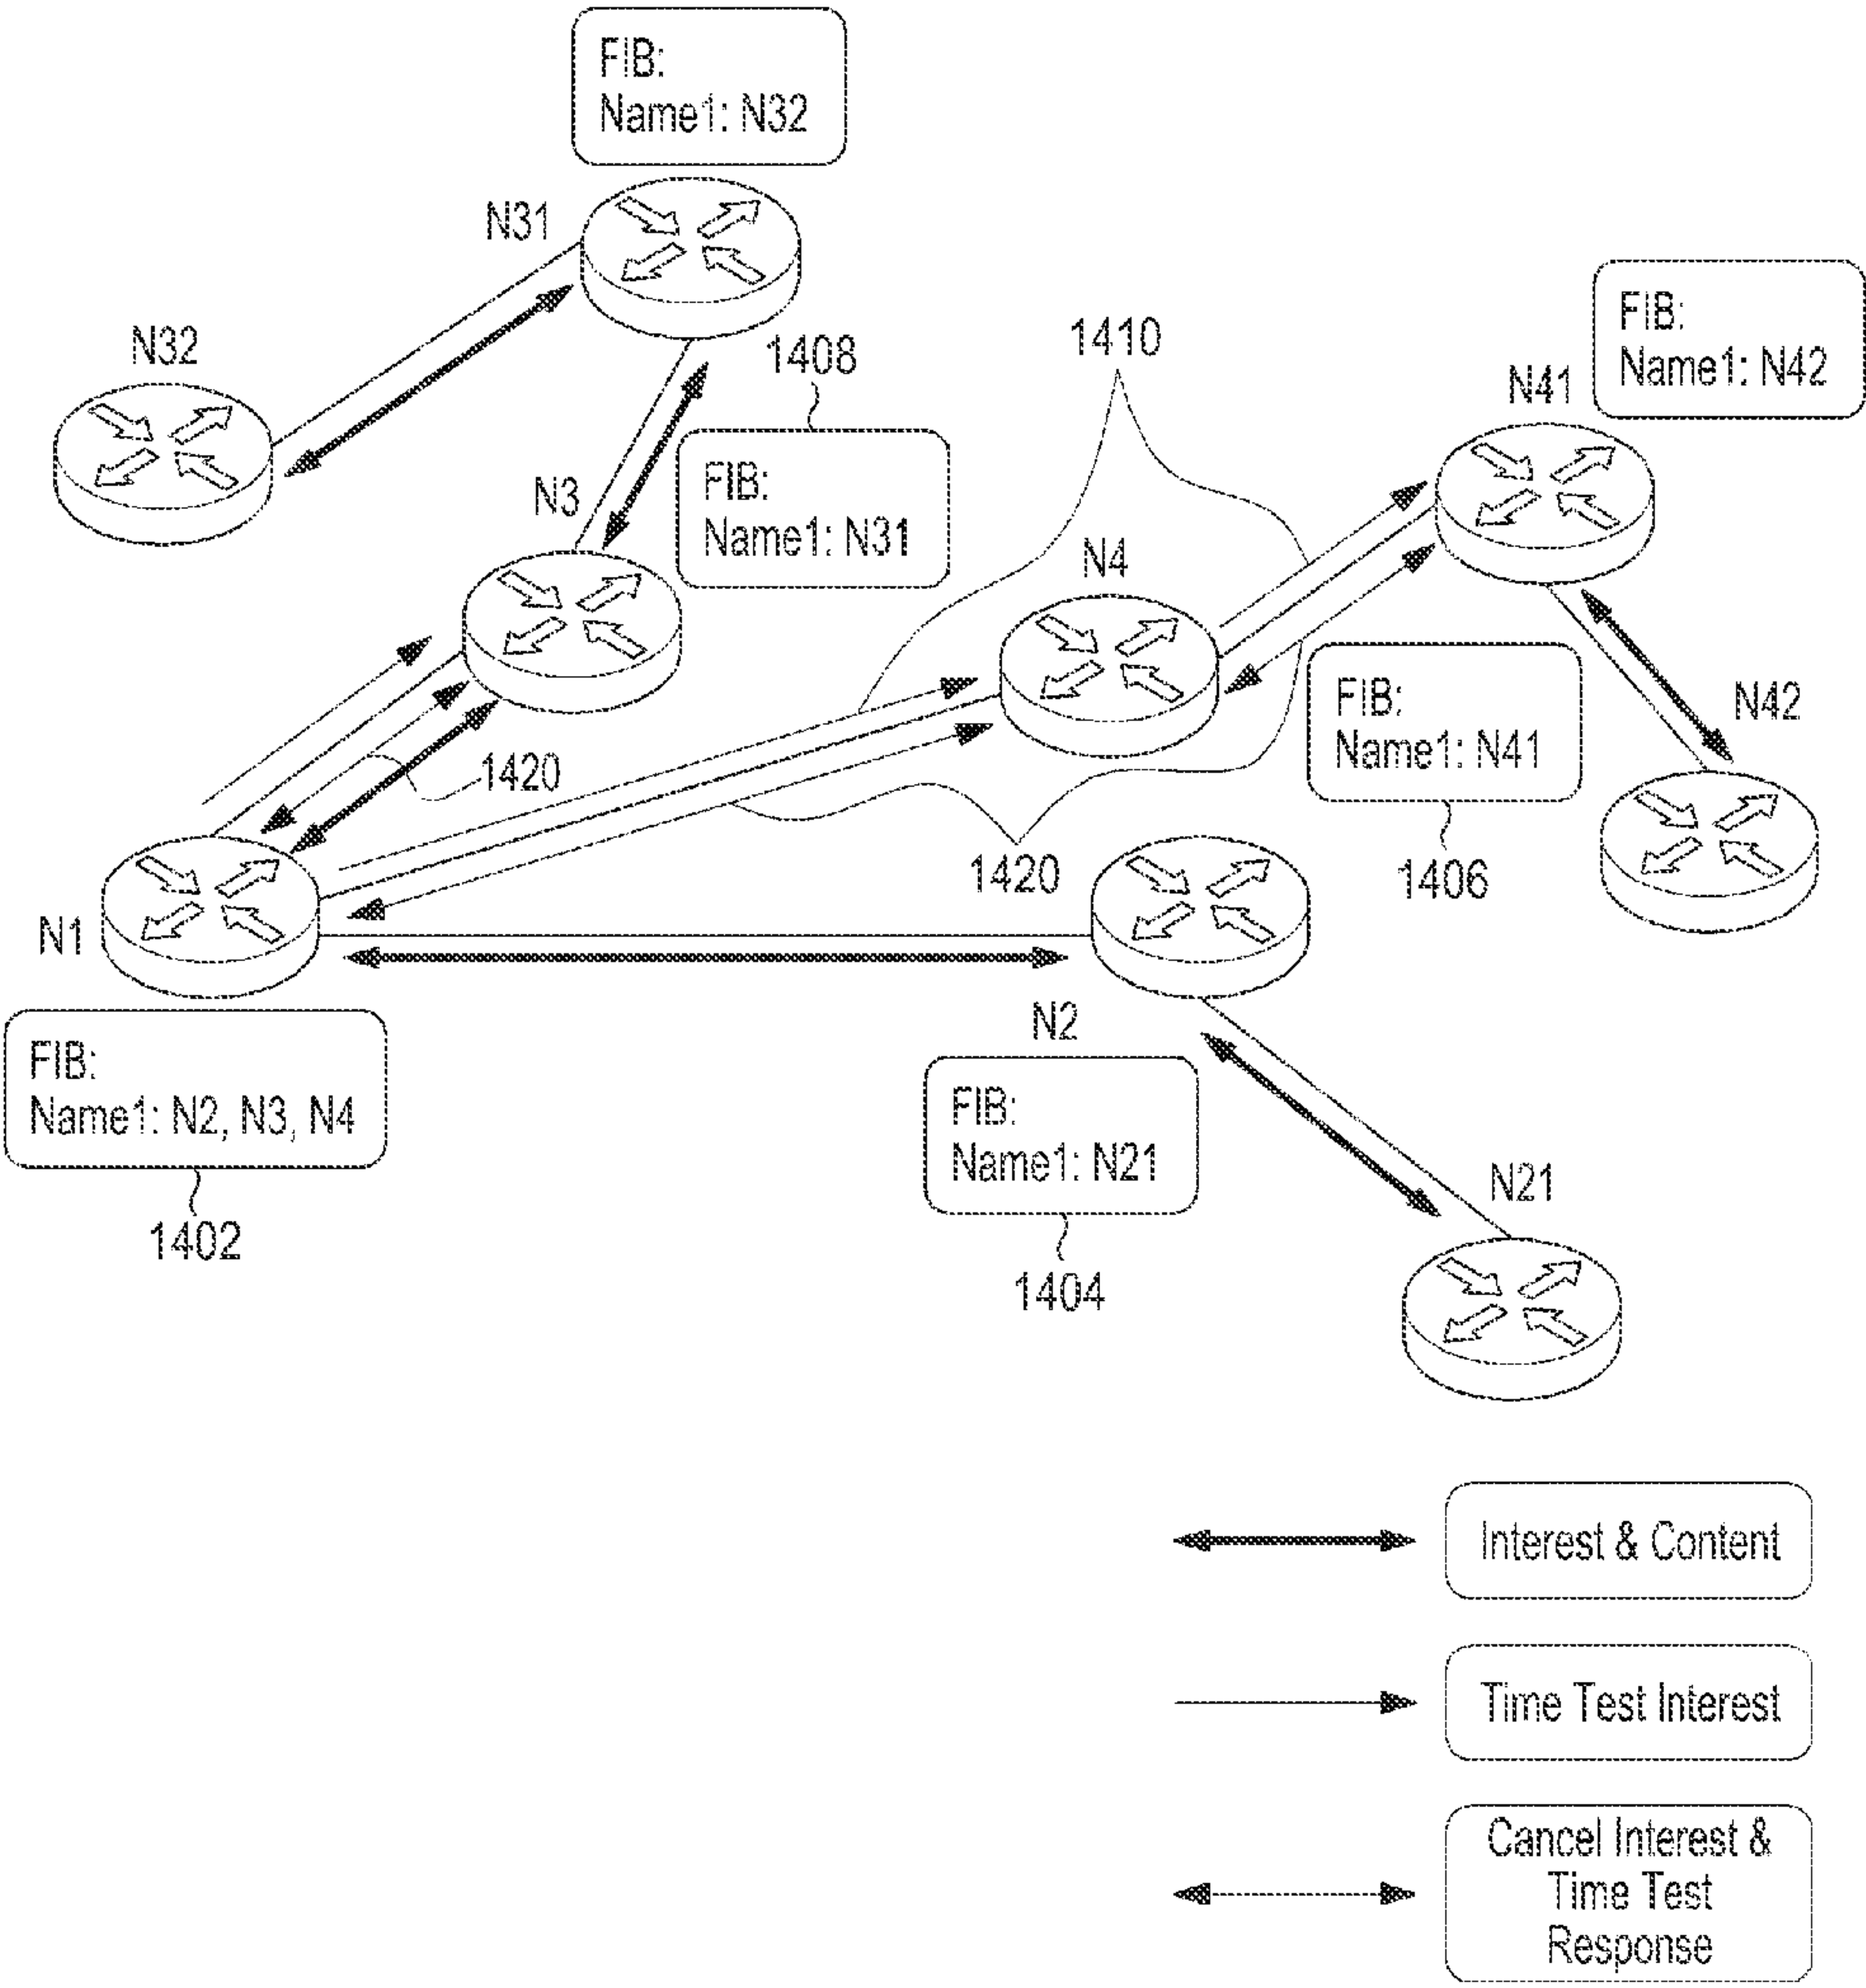 FIB:
Name1: N32
N31
N32
1408
1410
FIB:
Name1: N42
N41
N3
FIB:
Name1: N31
N4
FIB:
Name1: N41
N42
1420
1420
1406
N1
N2
FIB:
Name1: N2, N3, N4
FIB:
Name1: N21
N21
1402
1404
Interest & Content
Time Test Interest
Cancel Interest &
Time Test
Response